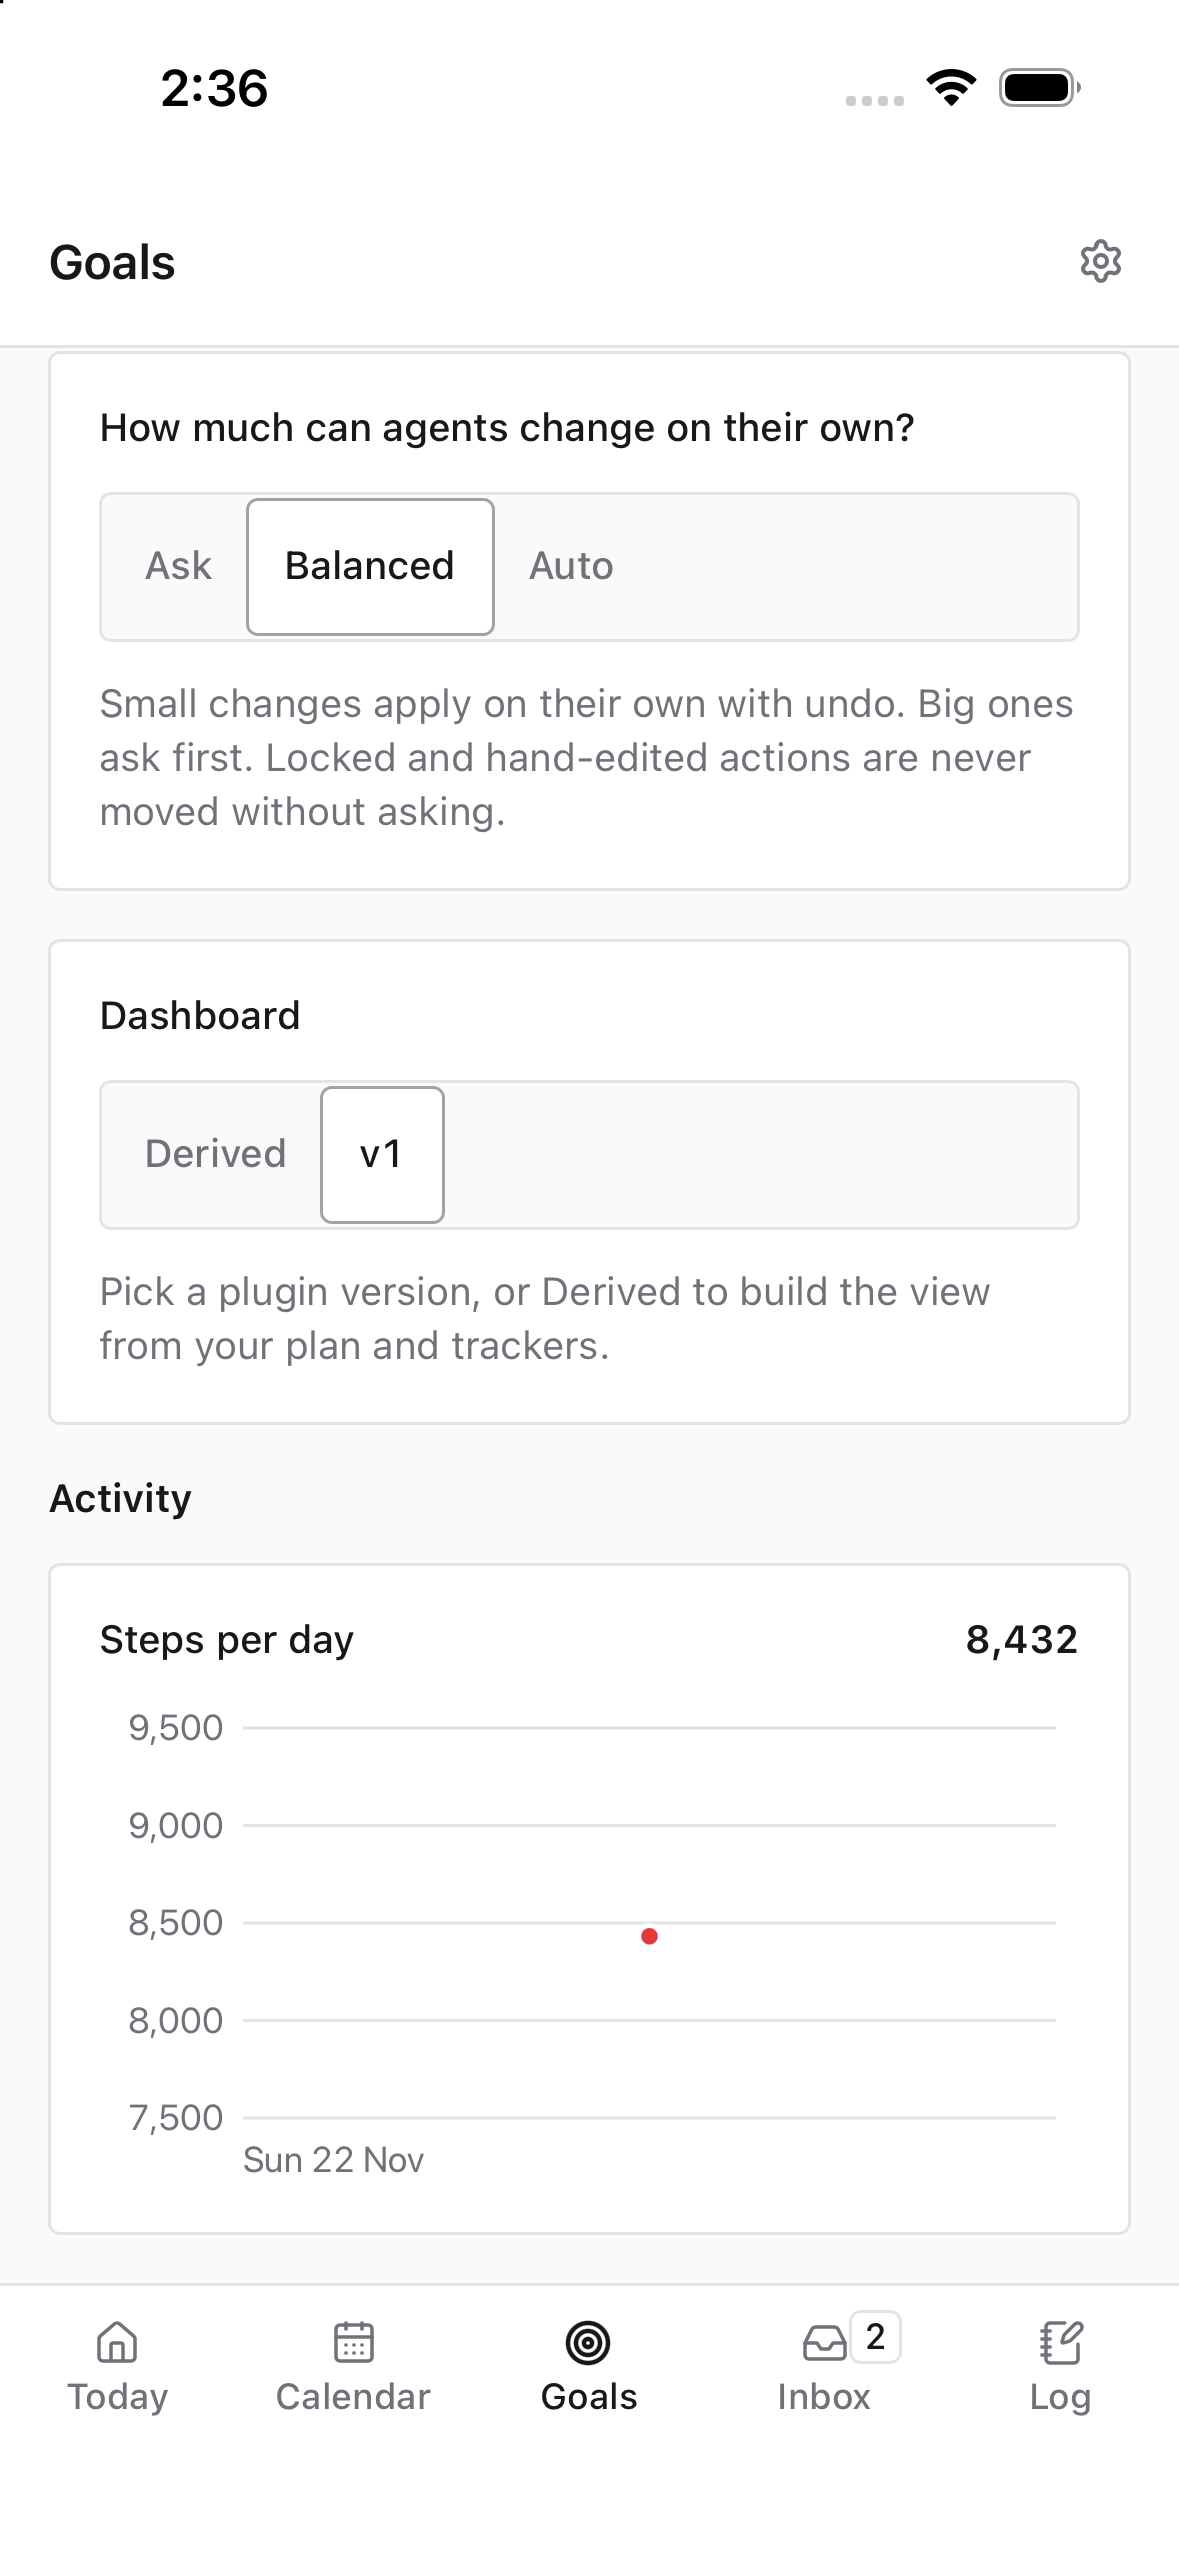 2:36
Goals
How much can agents change on their own?
Ask
Balanced
Auto
Small changes apply on their own with undo. Big ones
ask first. Locked and hand-edited actions are never
moved without asking.
Dashboard
Derived
v1
Pick a plugin version, or Derived to build the view
from your plan and trackers.
Activity
Steps per day
8,432
9,500
9,000
8,500
8,000
7,500
Sun 22 Nov
Today
Calendar
Goals
2
Inbox
Log